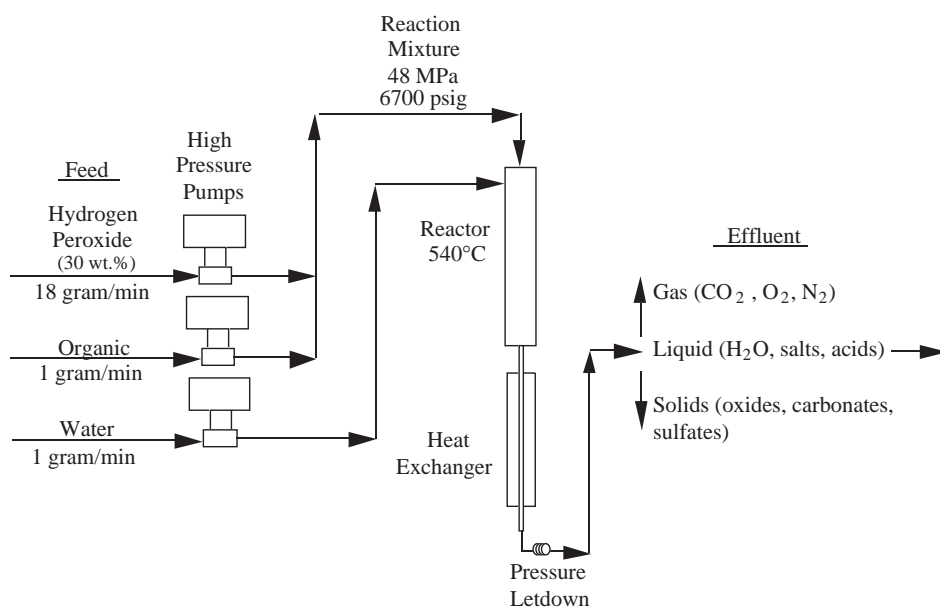 Reaction
Mixture
48 MPa
6700 psig
High
Pressure
Pumps
Feed
Hydrogen
Peroxide
(30 wt.%)
18 gram/min
Organic
1 gram/min
Water
1 gram/min
Reactor
540°C
Heat
Exchanger
Pressure
Letdown
Effluent
Gas (CO2 , O2, N2)
Liquid (H2O, salts, acids)
Solids (oxides, carbonates,
sulfates)